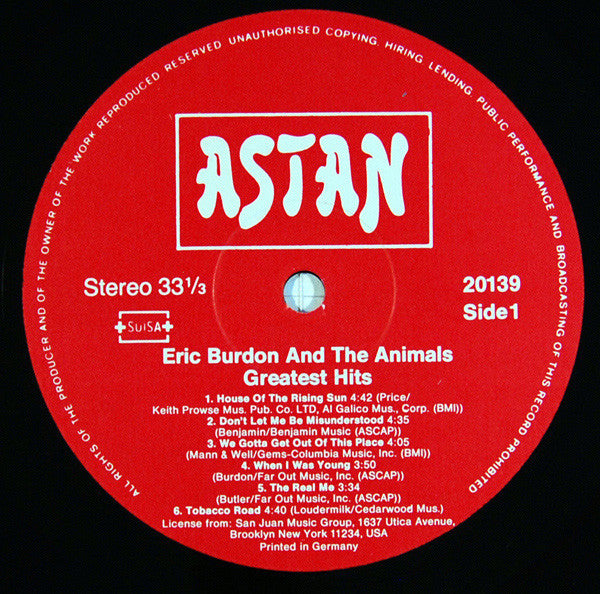 ALL RIGHTS OF THE PRODUCER AND OF THE OWNER OF THE WORK REPRODUCED RESERVED UNAUTHORISED COPYING, HIRING, LENDING, PUBLIC PERFORMANCE AND BROADCASTING OF THIS RECORD PROHIBITED
ASTAN
Stereo 33 1/3
20139
SUISA
Side1
Eric Burdon And The Animals
Greatest Hits
1. House Of The Rising Sun 4:42 (Price/
Keith Prowse Mus. Pub. Co. LTD, Al Galico Mus., Corp. (BMI))
2. Don't Let Me Be Misunderstood 4:35
(Benjamin/Benjamin Music (ASCAP))
3. We Gotta Get Out Of This Place 4:05
(Mann & Well/Gems-Columbia Music, Inc. (BMI))
4. When I Was Young 3:50
(Burdon/Far Out Music, Inc. (ASCAP))
5. The Real Me 3:34
(Butler/Far Out Music, Inc. (ASCAP))
6. Tobacco Road 4:40 (Loudermilk/Cedarwood Mus.)
License from: San Juan Music Group, 1637 Utica Avenue,
Brooklyn New York 11234, USA
Printed in Germany